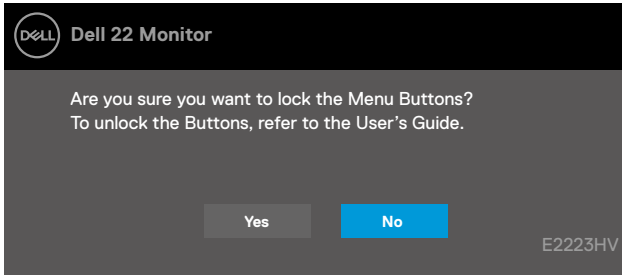 DELL Dell 22 Monitor
Are you sure you want to lock the Menu Buttons?
To unlock the Buttons, refer to the User's Guide.
Yes No
E2223HV